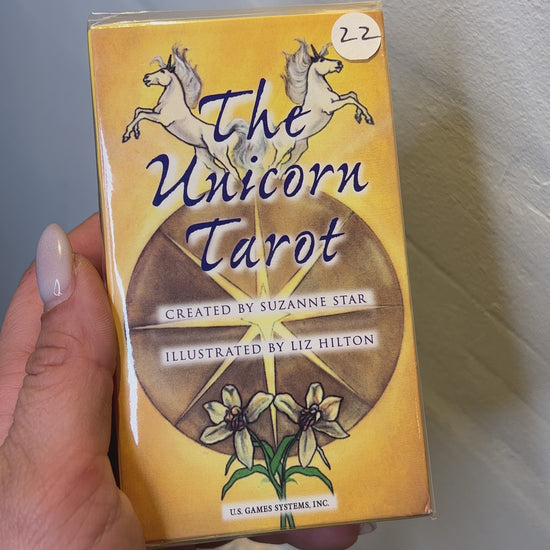 22
The
Unicorn
Tarot
CREATED BY SUZANNE STAR
ILLUSTRATED BY LIZ HILTON
U.S. GAMES SYSTEMS, INC.